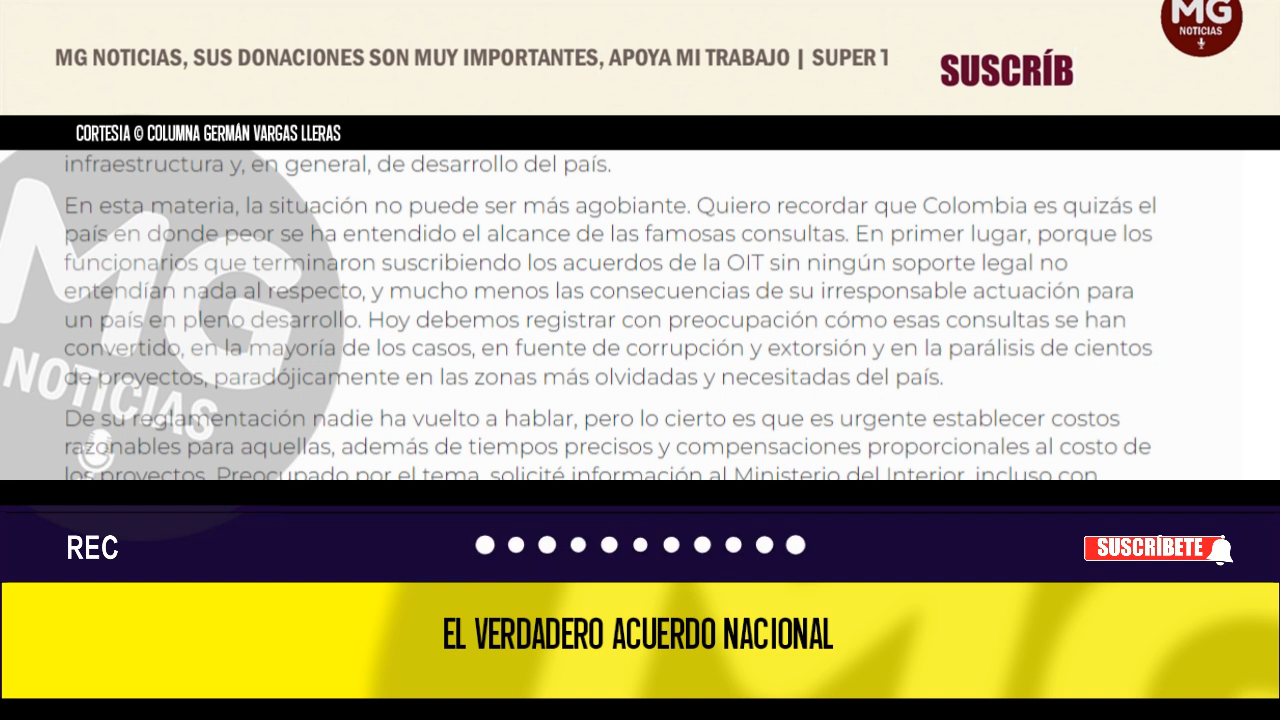 MG NOTICIAS, SUS DONACIONES SON MUY IMPORTANTES, APOYA MI TRABAJO | SUPER T
SUSCRÍB
MG
NOTICIAS
CORTESIA © COLUMNA GERMÁN VARGAS LLERAS
infraestructura y, en general, de desarrollo del país.
En esta materia, la situación no puede ser más agobiante. Quiero recordar que Colombia es quizás el
país en donde peor se ha entendido el alcance de las famosas consultas. En primer lugar, porque los
funcionarios que terminaron suscribiendo los acuerdos de la OIT sin ningún soporte legal no
entendían nada al respecto, y mucho menos las consecuencias de su irresponsable actuación para
un país en pleno desarrollo. Hoy debemos registrar con preocupación cómo esas consultas se han
convertido, en la mayoría de los casos, en fuente de corrupción y extorsión y en la parálisis de cientos
de proyectos, paradójicamente en las zonas más olvidadas y necesitadas del país.
De su reglamentación nadie ha vuelto a hablar, pero lo cierto es que es urgente establecer costos
razonables para aquellas, además de tiempos precisos y compensaciones proporcionales al costo de
los proyectos. Preocupado por el tema, solicité información al Ministerio del Interior, incluso con
MG
NOTICIAS
REC
SUSCRÍBETE
EL VERDADERO ACUERDO NACIONAL